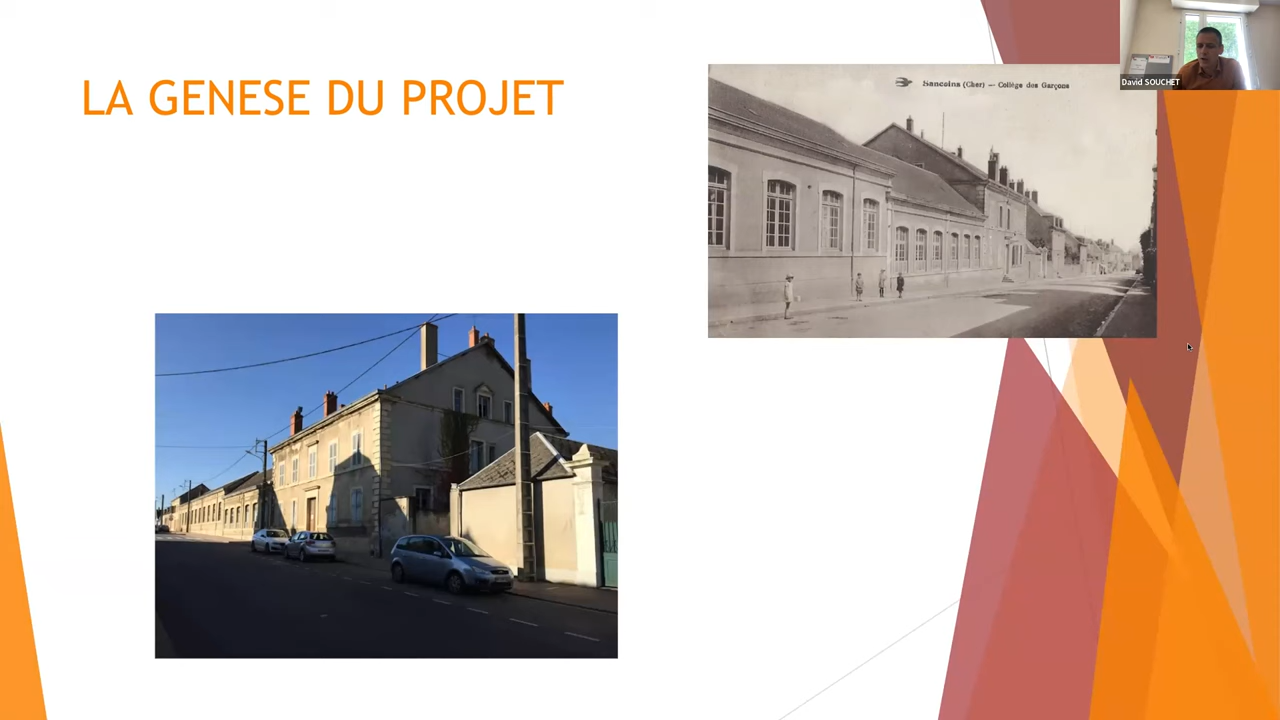 LA GENESE DU PROJET
Sancoins (Cher) — Collège des Garçons
David SOUCHET